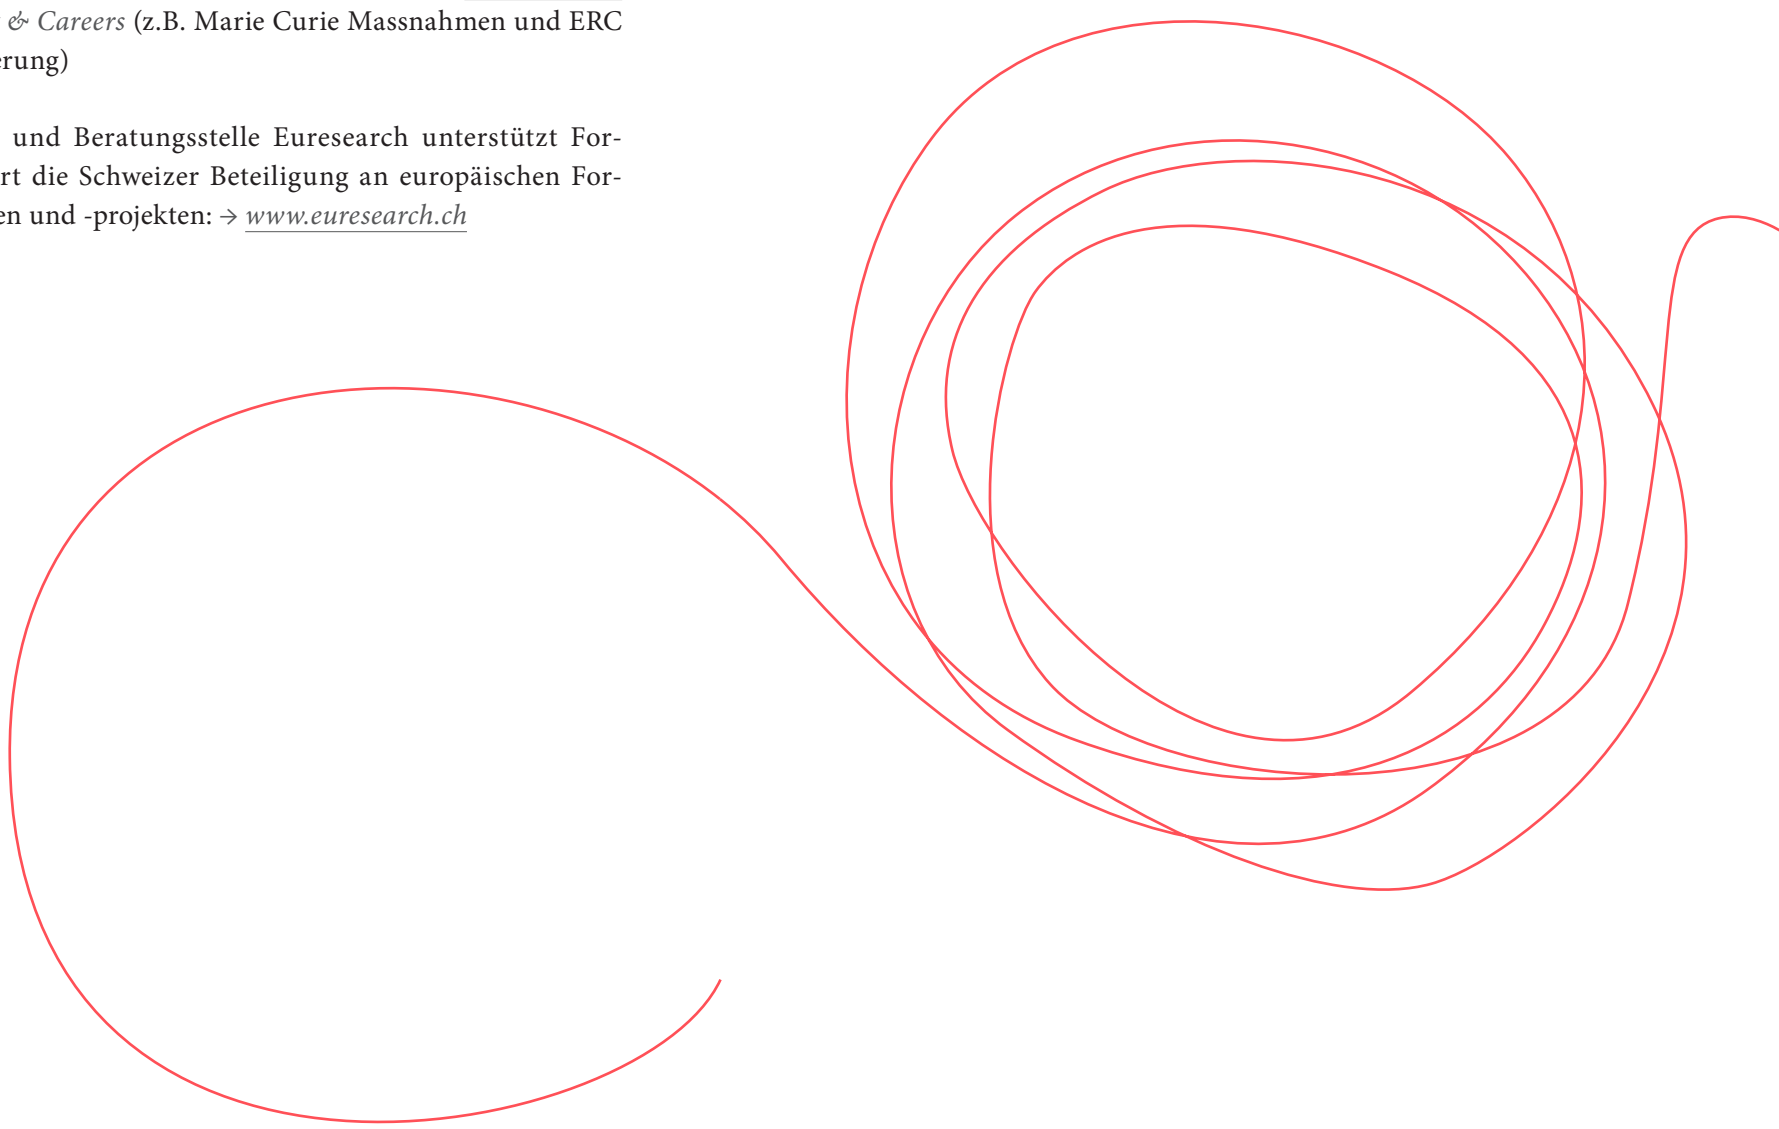 & Careers (z.B. Marie Curie Massnahmen und ERC
erung)
und Beratungsstelle Euresearch unterstützt For-
rt die Schweizer Beteiligung an europäischen For-
en und -projekten: → www.euresearch.ch